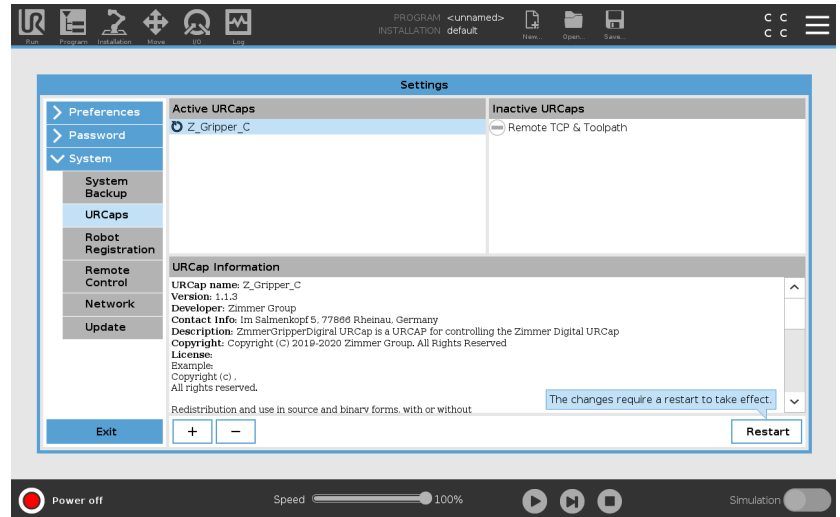 PROGRAM <unnamed>
INSTALLATION default
Run
Program
Installation
Move
I/O
Log
New...
Open...
Save...
C C
C C
Settings
Preferences
Password
System
System
Backup
URCaps
Robot
Registration
Remote
Control
Network
Update
Exit
Active URCaps
Z_Gripper_C
Inactive URCaps
Remote TCP & Toolpath
URCap Information
URCap name: Z_Gripper_C
Version: 1.1.3
Developer: Zimmer Group
Contact Info: Im Salmenkopf 5, 77866 Rheinau, Germany
Description: ZmmerGripperDigiral URCap is a URCAP for controlling the Zimmer Digital URCap
Copyright: Copyright (C) 2019-2020 Zimmer Group. All Rights Reserved
License:
Example:
Copyright (c) ,
All rights reserved.
Redistribution and use in source and binary forms, with or without
The changes require a restart to take effect.
+
−
Restart
Power off
Speed
100%
Simulation